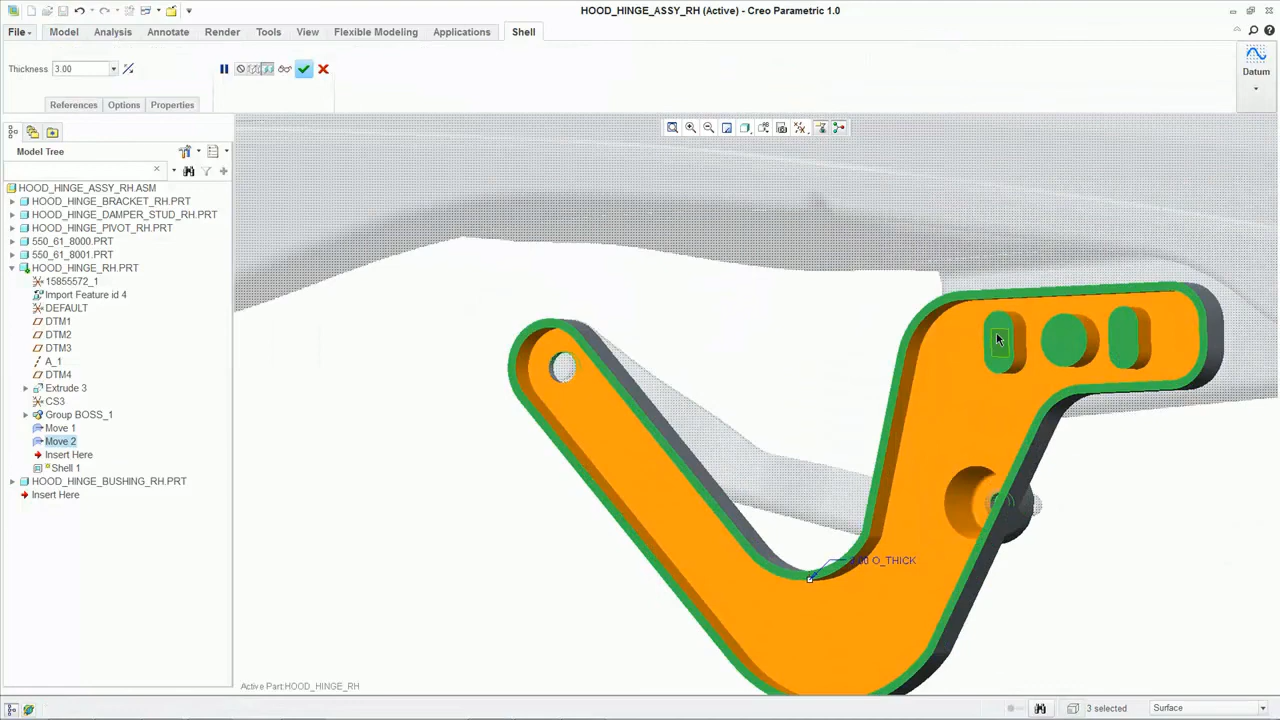 HOOD_HINGE_ASSY_RH (Active) - Creo Parametric 1.0
File Model Analysis Annotate Render Tools View Flexible Modeling Applications Shell
Thickness 3.00
Datum
References Options Properties
Model Tree
HOOD_HINGE_ASSY_RH.ASM
HOOD_HINGE_BRACKET_RH.PRT
HOOD_HINGE_DAMPER_STUD_RH.PRT
HOOD_HINGE_PIVOT_RH.PRT
550_61_8000.PRT
550_61_8001.PRT
HOOD_HINGE_RH.PRT
15855572_1
Import Feature id 4
DEFAULT
DTM1
DTM2
DTM3
A_1
DTM4
Extrude 3
CS3
Group BOSS_1
Move 1
Move 2
Insert Here
Shell 1
HOOD_HINGE_BUSHING_RH.PRT
Insert Here
O_THICK
Active Part:HOOD_HINGE_RH
3 selected
Surface